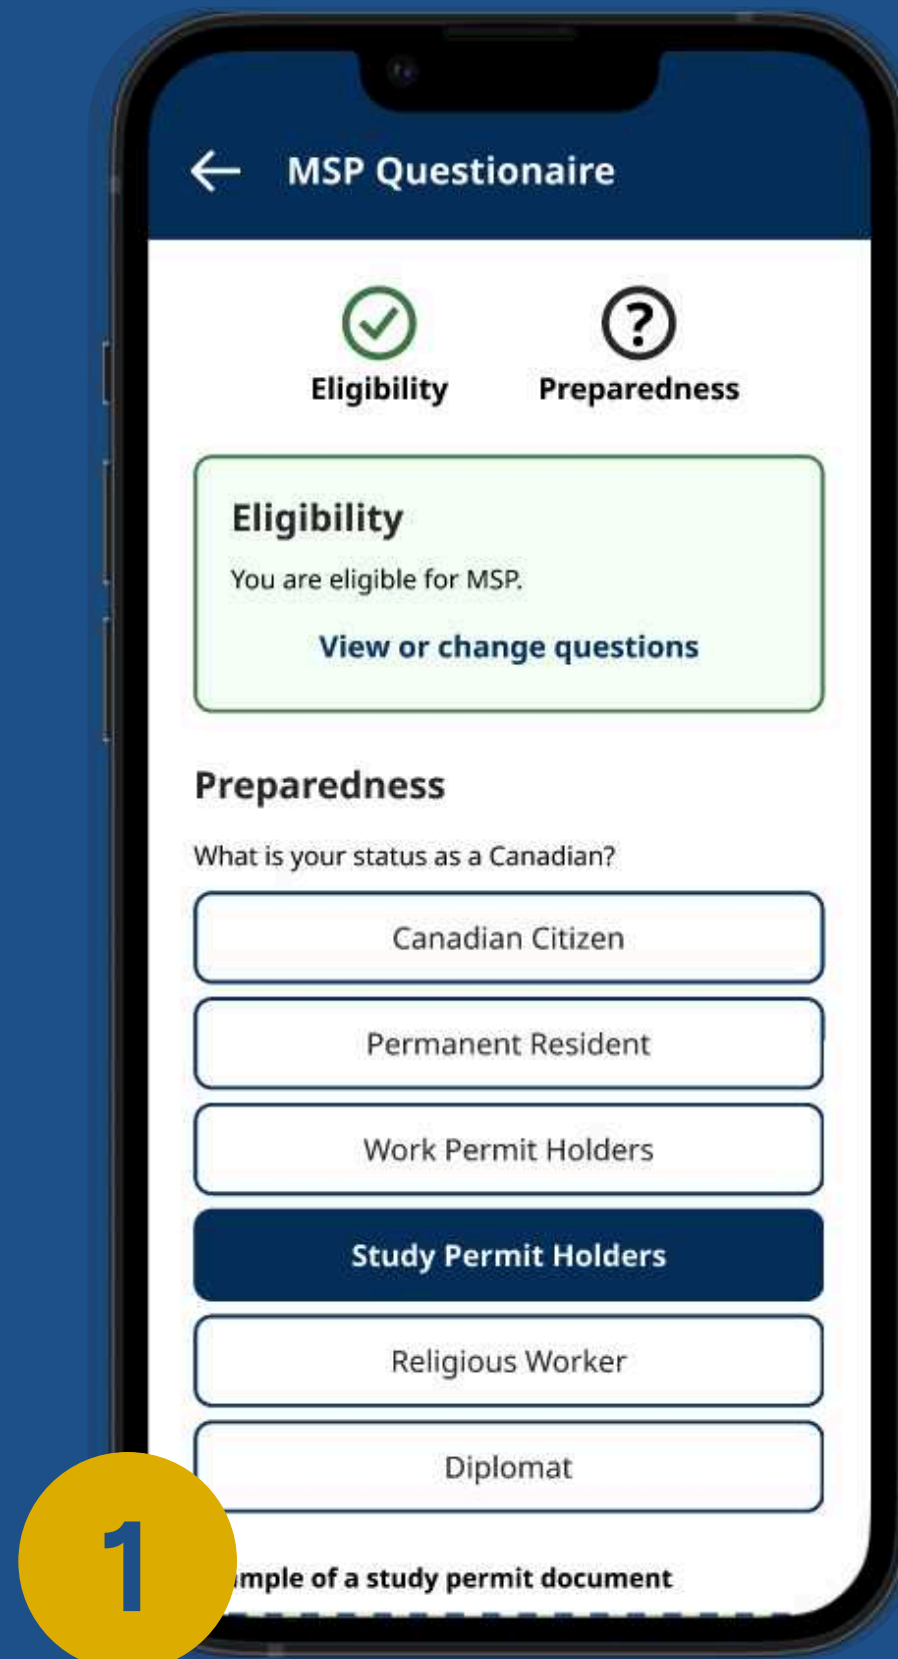 MSP Questionaire
?
Eligibility Preparedness
Eligibility
You are eligible for MSP.
View or change questions
Preparedness
What is your status as a Canadian?
Canadian Citizen
Permanent Resident
Work Permit Holders
Study Permit Holders
Religious Worker
Diplomat
of a study permit document
1